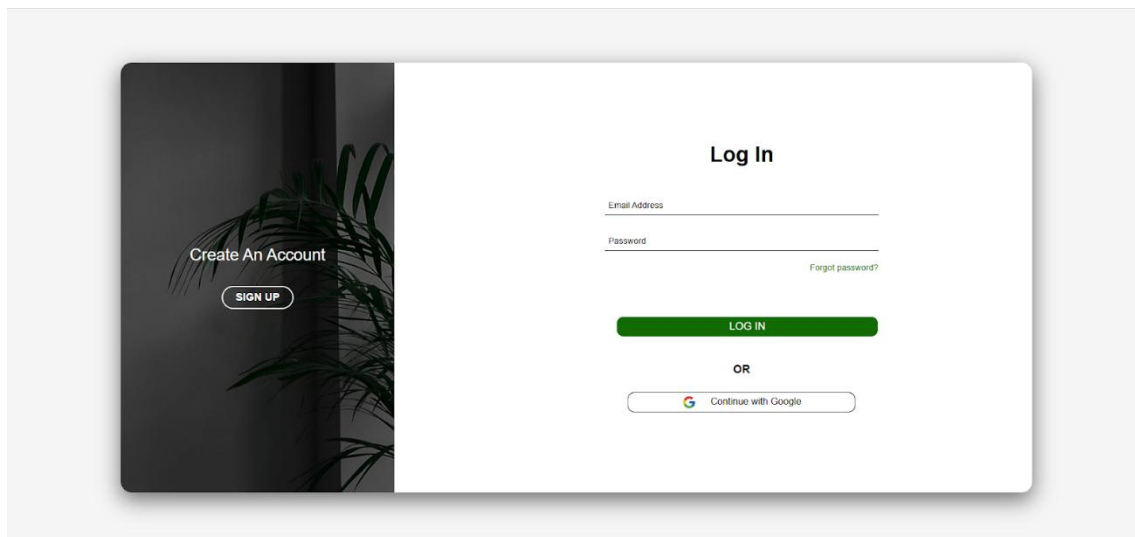 Create An Account
SIGN UP
Log In
Email Address
Password
Forgot password?
LOG IN
OR
Continue with Google